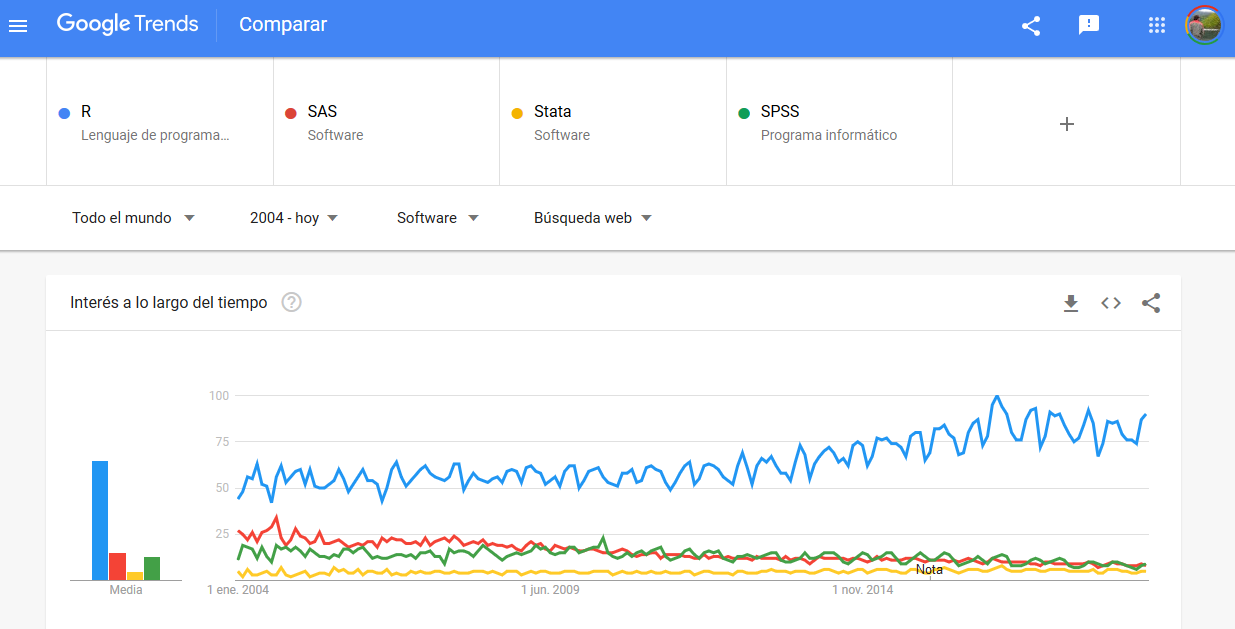 Google Trends Comparar
R SAS Stata SPSS
Lenguaje de programa... Software Software Programa informático
Todo el mundo 2004 - hoy Software Búsqueda web
Interés a lo largo del tiempo
100
75
50
25
Nota
Media 1 ene. 2004 1 jun. 2009 1 nov. 2014